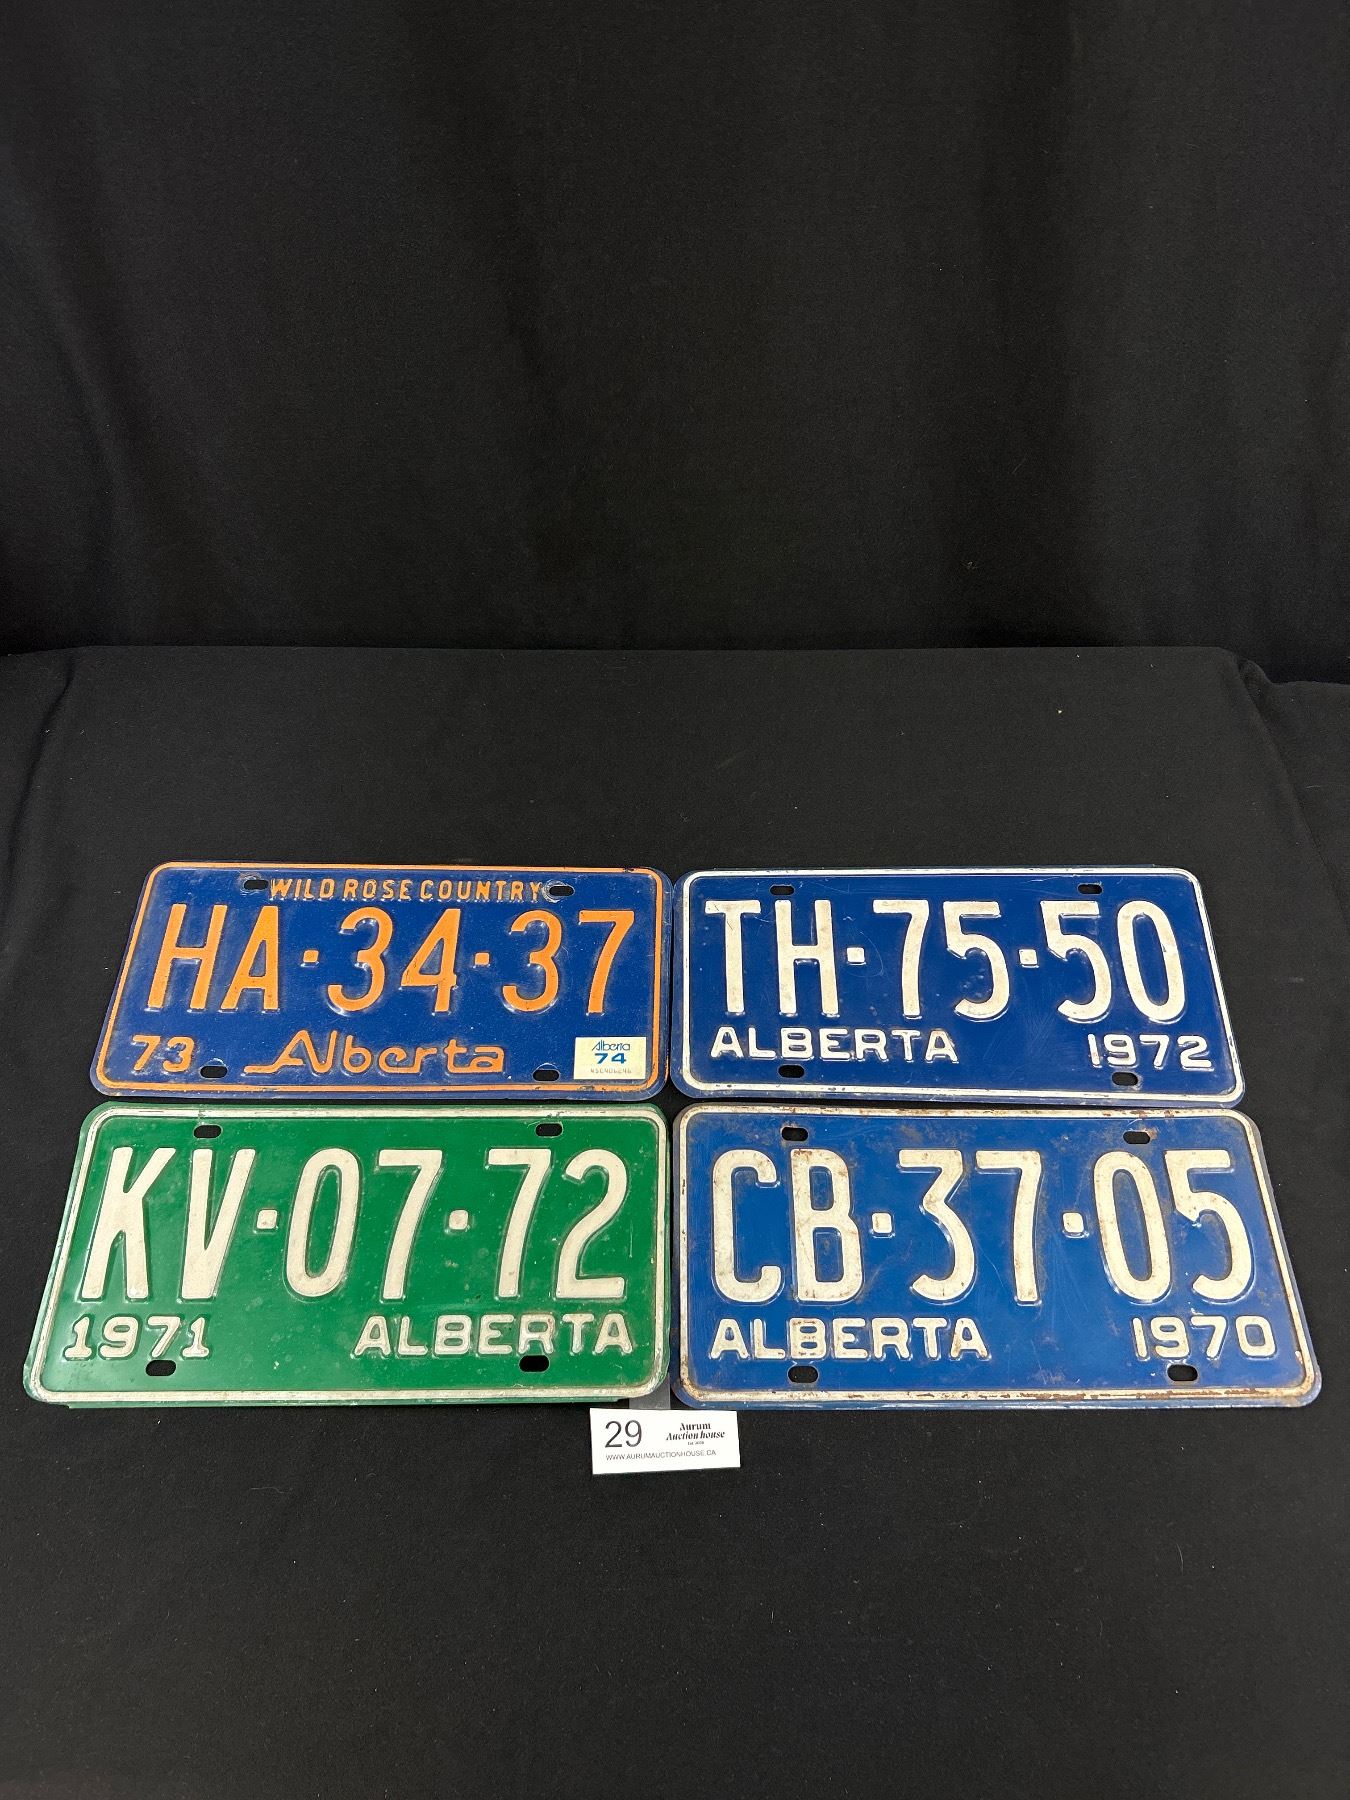 WILD ROSE COUNTRY
HA·34·37
73 Alberta
Alberta
74
TH·75·50
ALBERTA 1972
KV·07·72
1971 ALBERTA
CB·37·05
ALBERTA 1970
29
Aurum
Auction house
WWW.AURUMAUCTIONHOUSE.CA